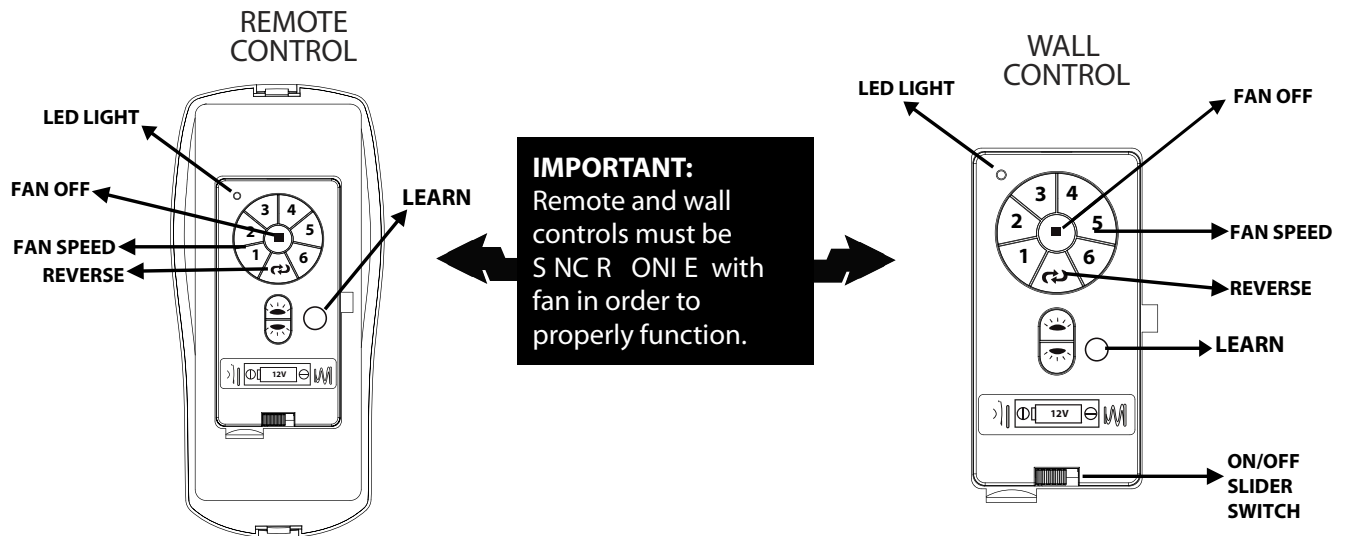 REMOTE
CONTROL
LED LIGHT
FAN OFF
FAN SPEED
REVERSE
LEARN
3 4
2 5
1 6
12V
IMPORTANT:
Remote and wall
controls must be
S NC R ONI E with
fan in order to
properly function.
WALL
CONTROL
LED LIGHT
FAN OFF
FAN SPEED
REVERSE
LEARN
3 4
2 5
1 6
12V
ON/OFF
SLIDER
SWITCH